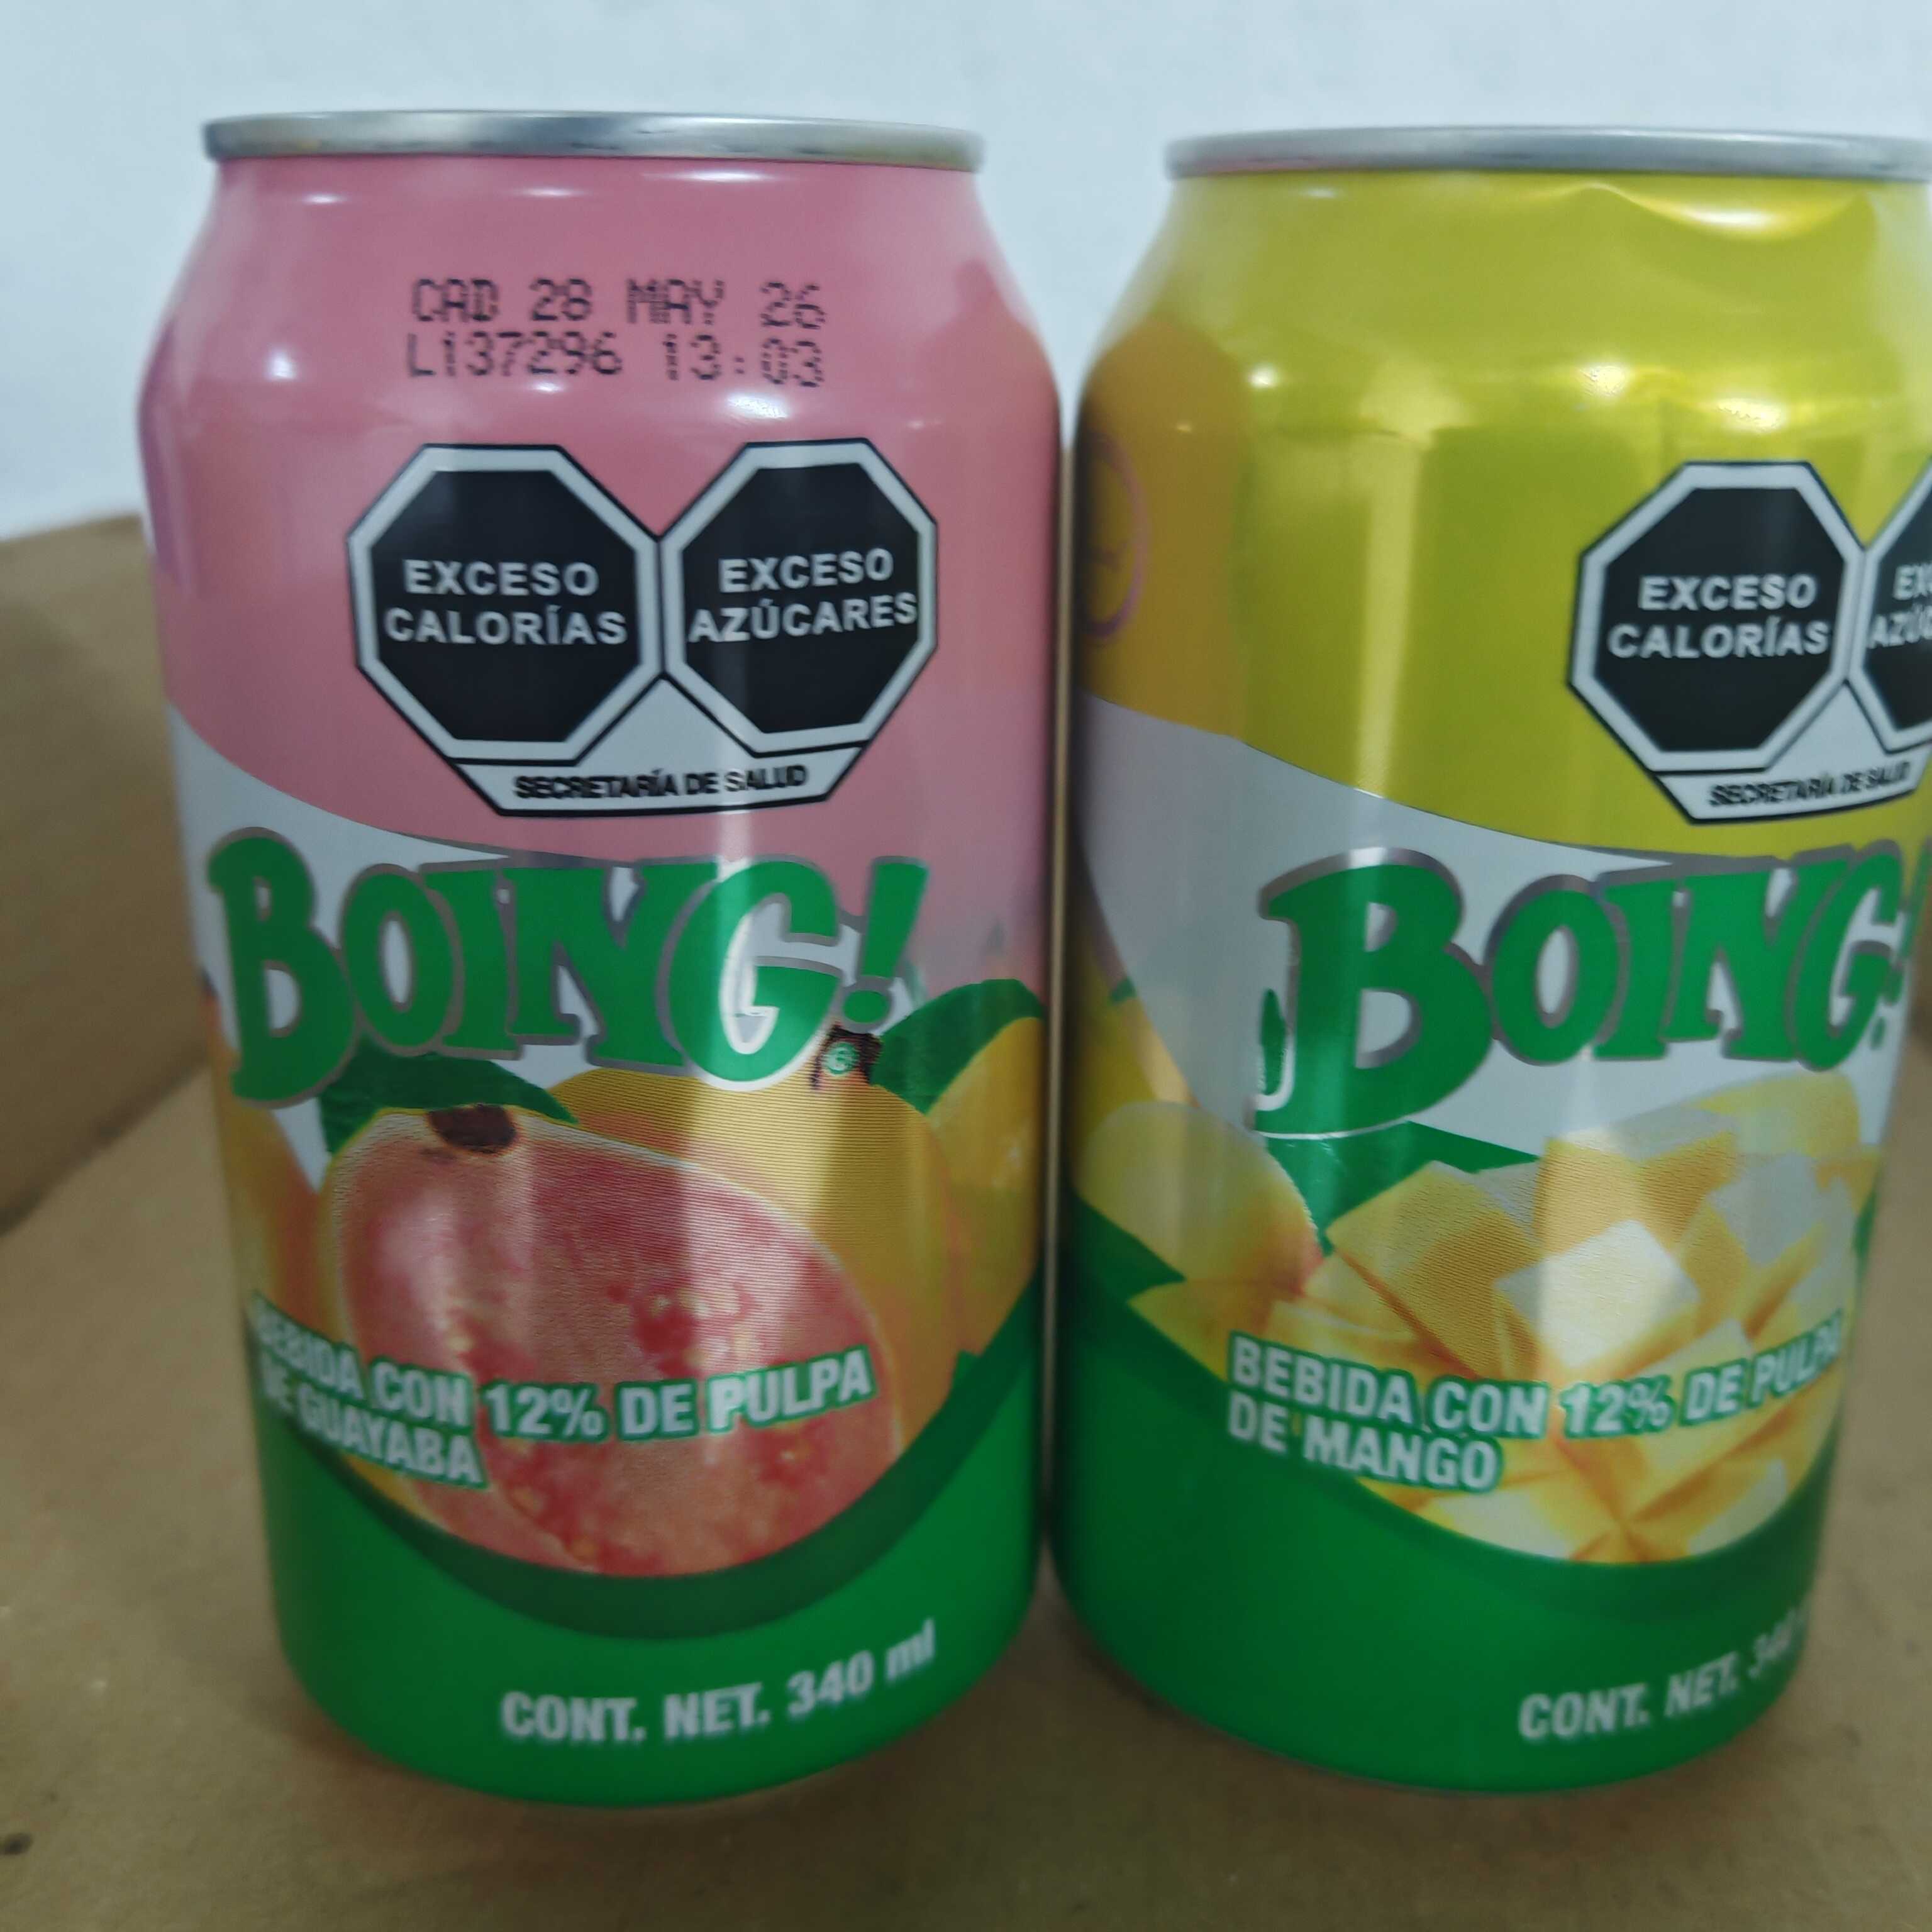 CAD 28 MAY 26
L137296 13:03
EXCESO
CALORÍAS
EXCESO
AZÚCARES
SECRETARÍA DE SALUD
BOING!
®
BEBIDA CON 12% DE PULPA
DE GUAYABA
CONT. NET. 340 ml
EXCESO
CALORÍAS
SECRETARÍA DE SALUD
BOING!
BEBIDA CON 12% DE PULPA
DE MANGO
CONT. NET. 340